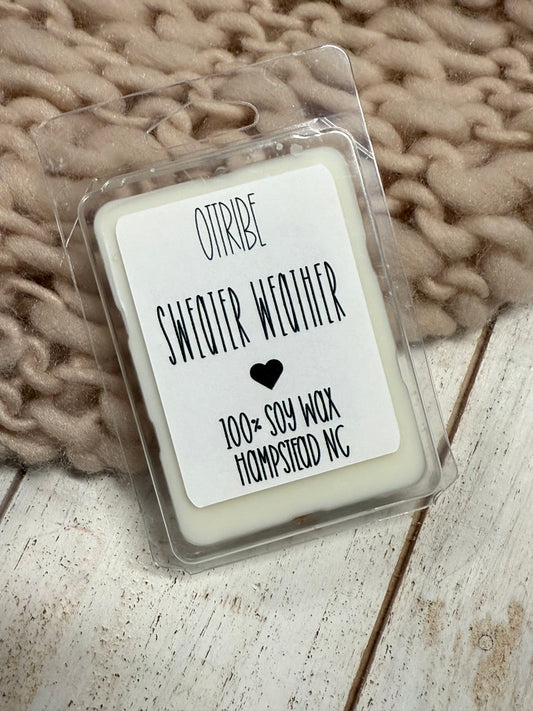 OTTRIBE
SWEATER WEATHER
100% SOY WAX
HAMPSTEAD NC